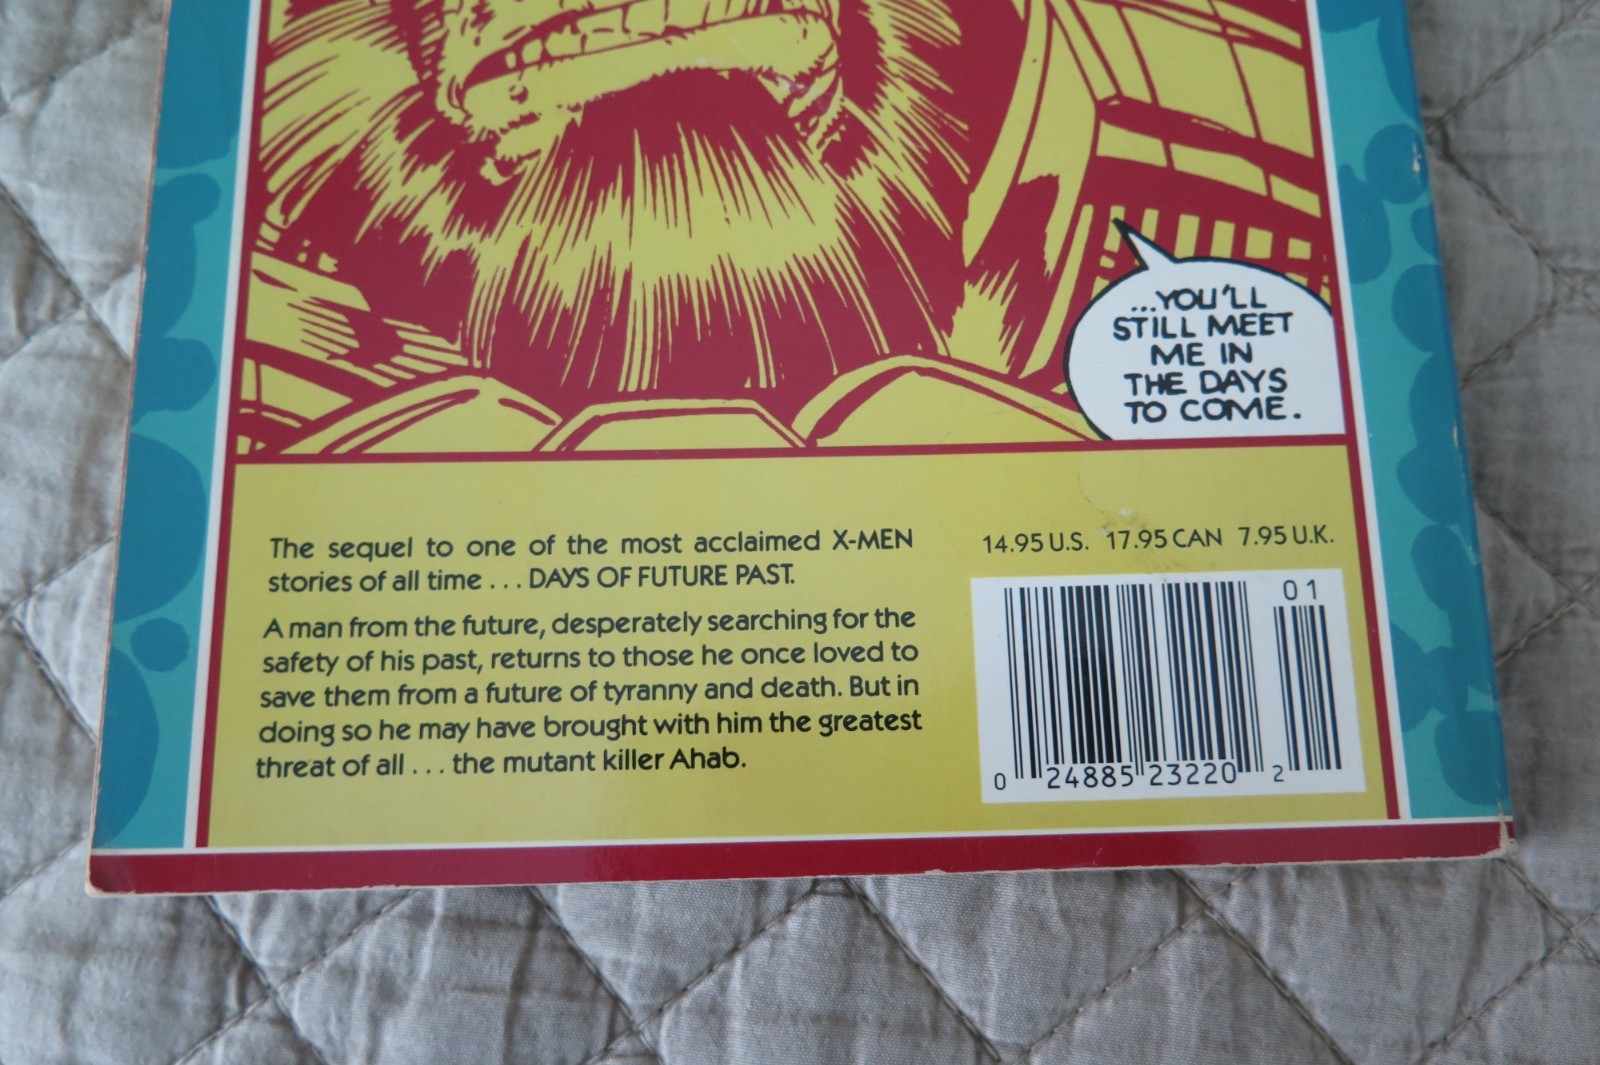 ...YOU'LL
STILL MEET
ME IN
THE DAYS
TO COME.
The sequel to one of the most acclaimed X-MEN
stories of all time . . . DAYS OF FUTURE PAST.
A man from the future, desperately searching for the
safety of his past, returns to those he once loved to
save them from a future of tyranny and death. But in
doing so he may have brought with him the greatest
threat of all . . . the mutant killer Ahab.
14.95 U.S. 17.95 CAN 7.95 U.K.
01
0 24885 23220 2